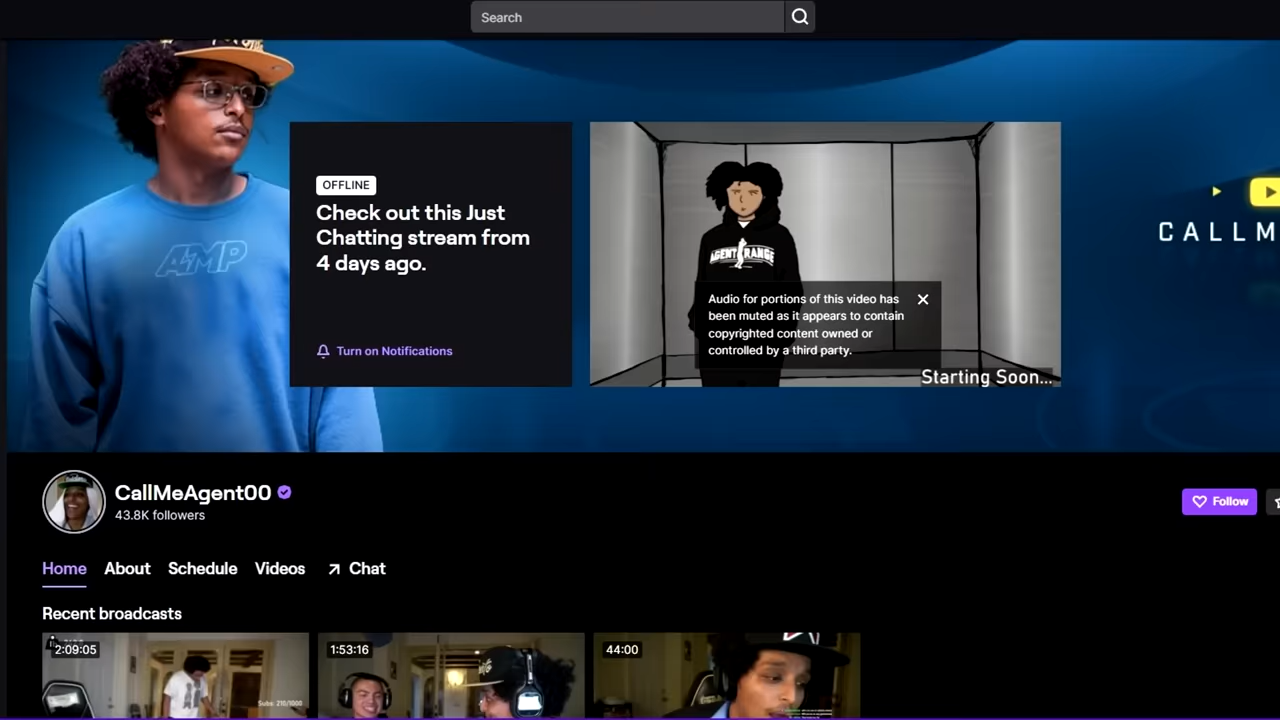 Search
AMP
OFFLINE
Check out this Just
Chatting stream from
4 days ago.
Turn on Notifications
AGENT RANGE
Audio for portions of this video has
been muted as it appears to contain
copyrighted content owned or
controlled by a third party.
Starting Soon...
CALLM
CallMeAgent00
43.8K followers
Follow
Home About Schedule Videos Chat
Recent broadcasts
2:09:05
1:53:16
44:00
Subs: 210/1000